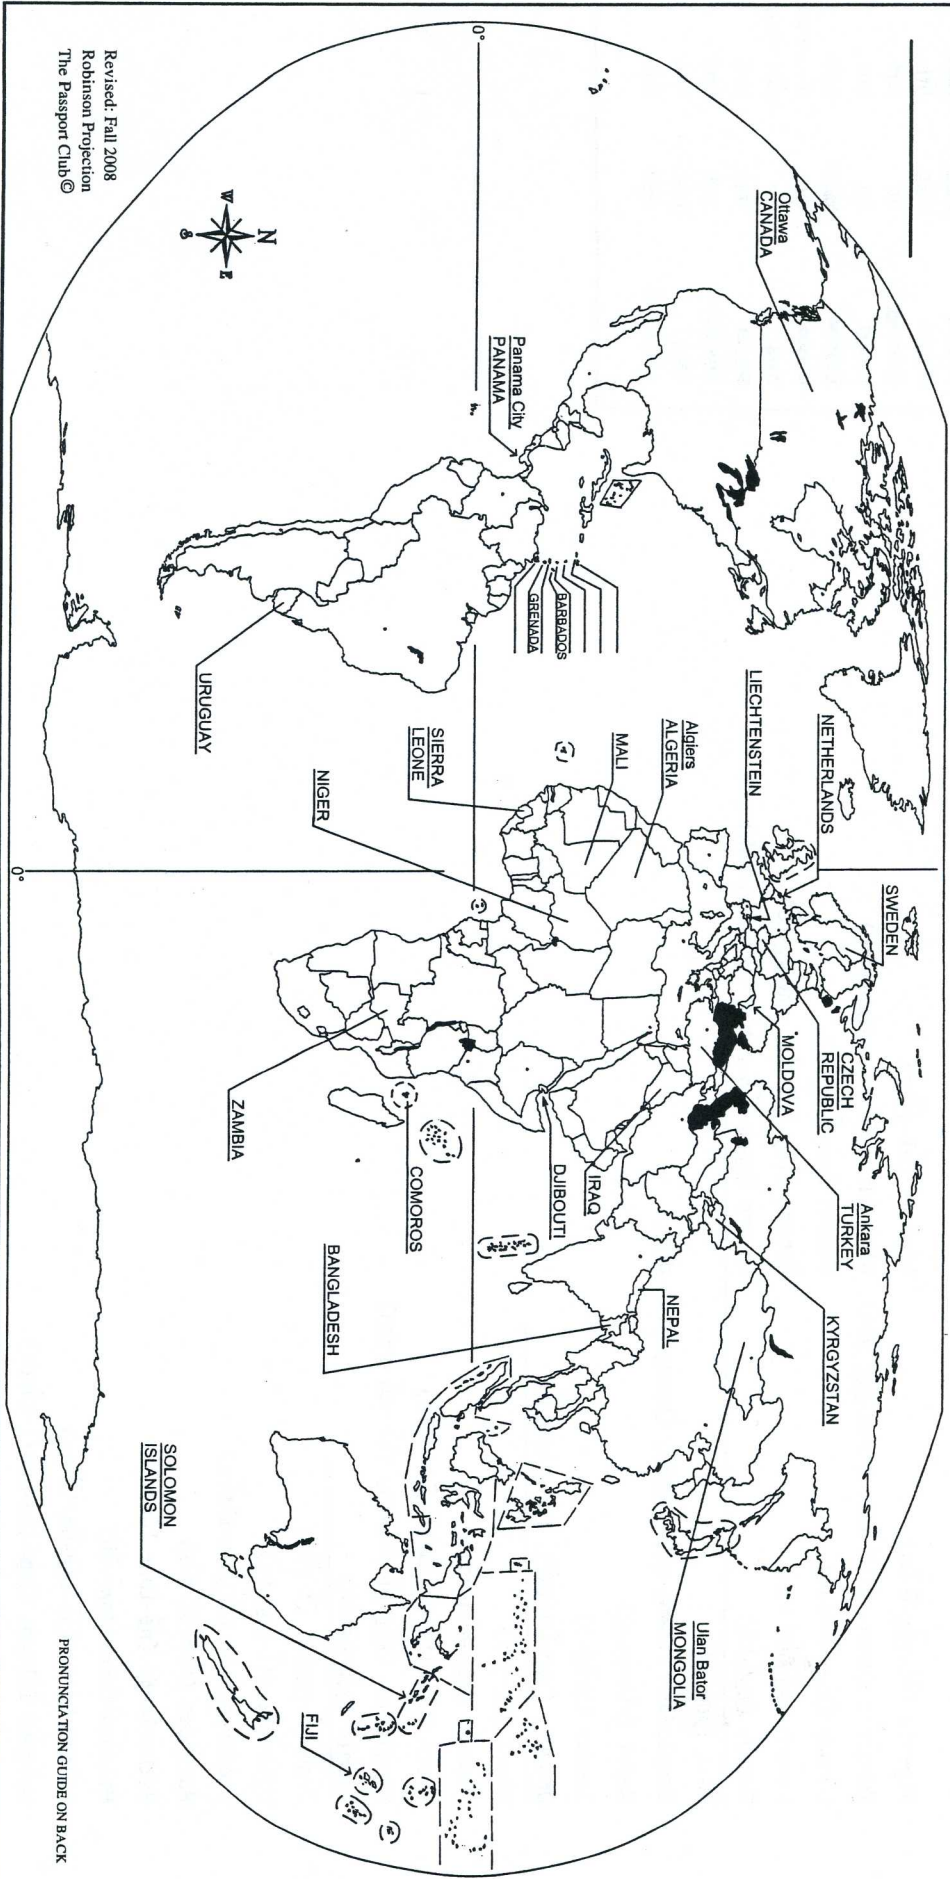 Ottawa
CANADA
Panama City
PANAMA
BARBADOS
GRENADA
URUGUAY
LIECHTENSTEIN
NETHERLANDS
SWEDEN
Algiers
ALGERIA
MALI
SIERRA
LEONE
NIGER
MOLDOVA
CZECH
REPUBLIC
Ankara
TURKEY
KYRGYZSTAN
IRAQ
DJIBOUTI
COMOROS
ZAMBIA
NEPAL
BANGLADESH
Ulan Bator
MONGOLIA
SOLOMON
ISLANDS
FIJI
0°
0°
N
W
E
S
Revised: Fall 2008
Robinson Projection
The Passport Club©
PRONUNCIATION GUIDE ON BACK